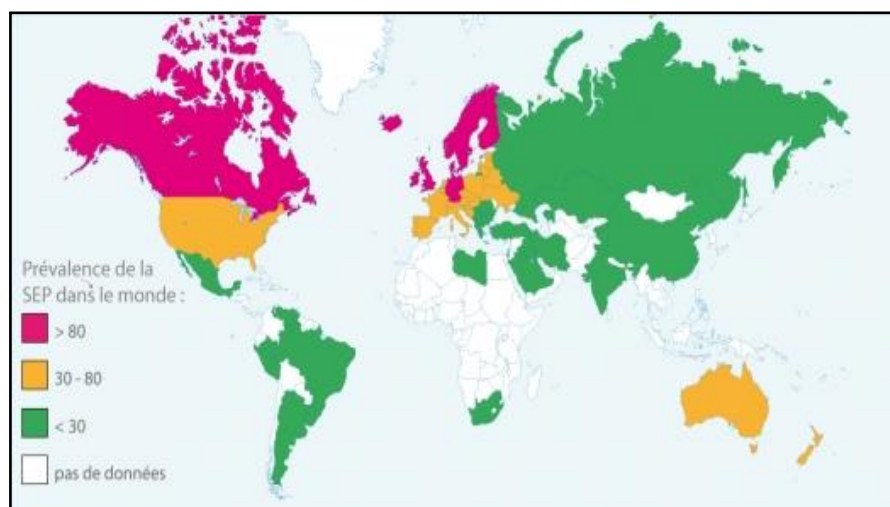 Prévalence de la
SEP dans le monde :
> 80
30 - 80
< 30
pas de données